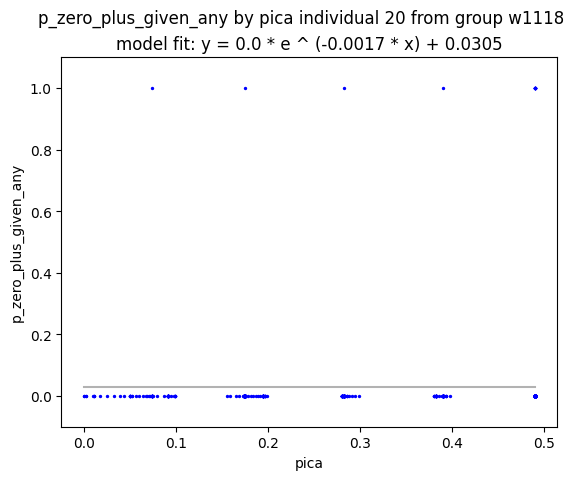 p_zero_plus_given_any by pica individual 20 from group w1118
model fit: y = 0.0 * e ^ (-0.0017 * x) + 0.0305
1.0
0.8
0.6
0.4
0.2
0.0
p_zero_plus_given_any
0.0 0.1 0.2 0.3 0.4 0.5
pica